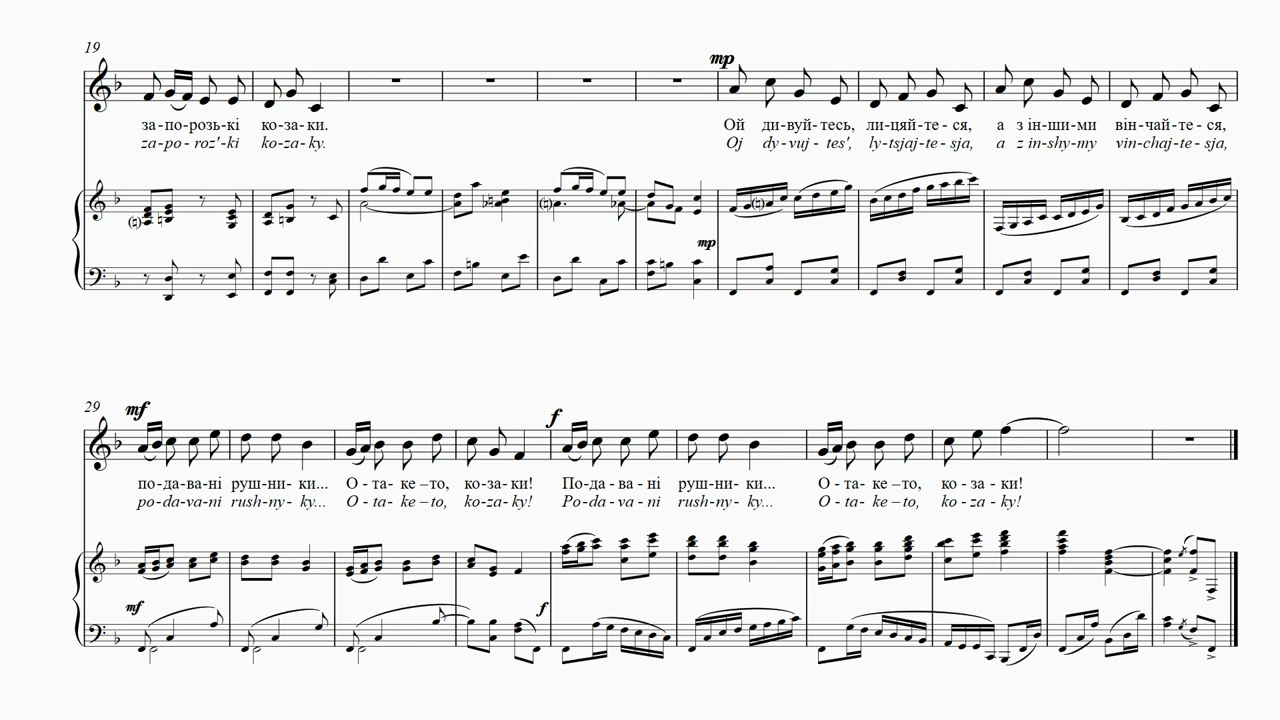 19
mp
за-по-розь-кі ко-за-ки. Ой ди-вуй-тесь, ли-цяй-те-ся, а з ін-ши-ми він-чай-те-ся,
za-po-roz'-ki ko-za-ky. Oj dy-vuj-tes', ly-tsjaj-te-sja, a z in-shy-my vin-chaj-te-sja,
mp
29
mf f
по-да-ва-ні руш-ни-ки... О-та-ке–то, ко-за-ки! По-да-ва-ні руш-ни-ки... О-та-ке–то, ко-за-ки!
po-da-va-ni rush-ny-ky... O-ta-ke–to, ko-za-ky! Po-da-va-ni rush-ny-ky... O-ta-ke–to, ko-za-ky!
mf f